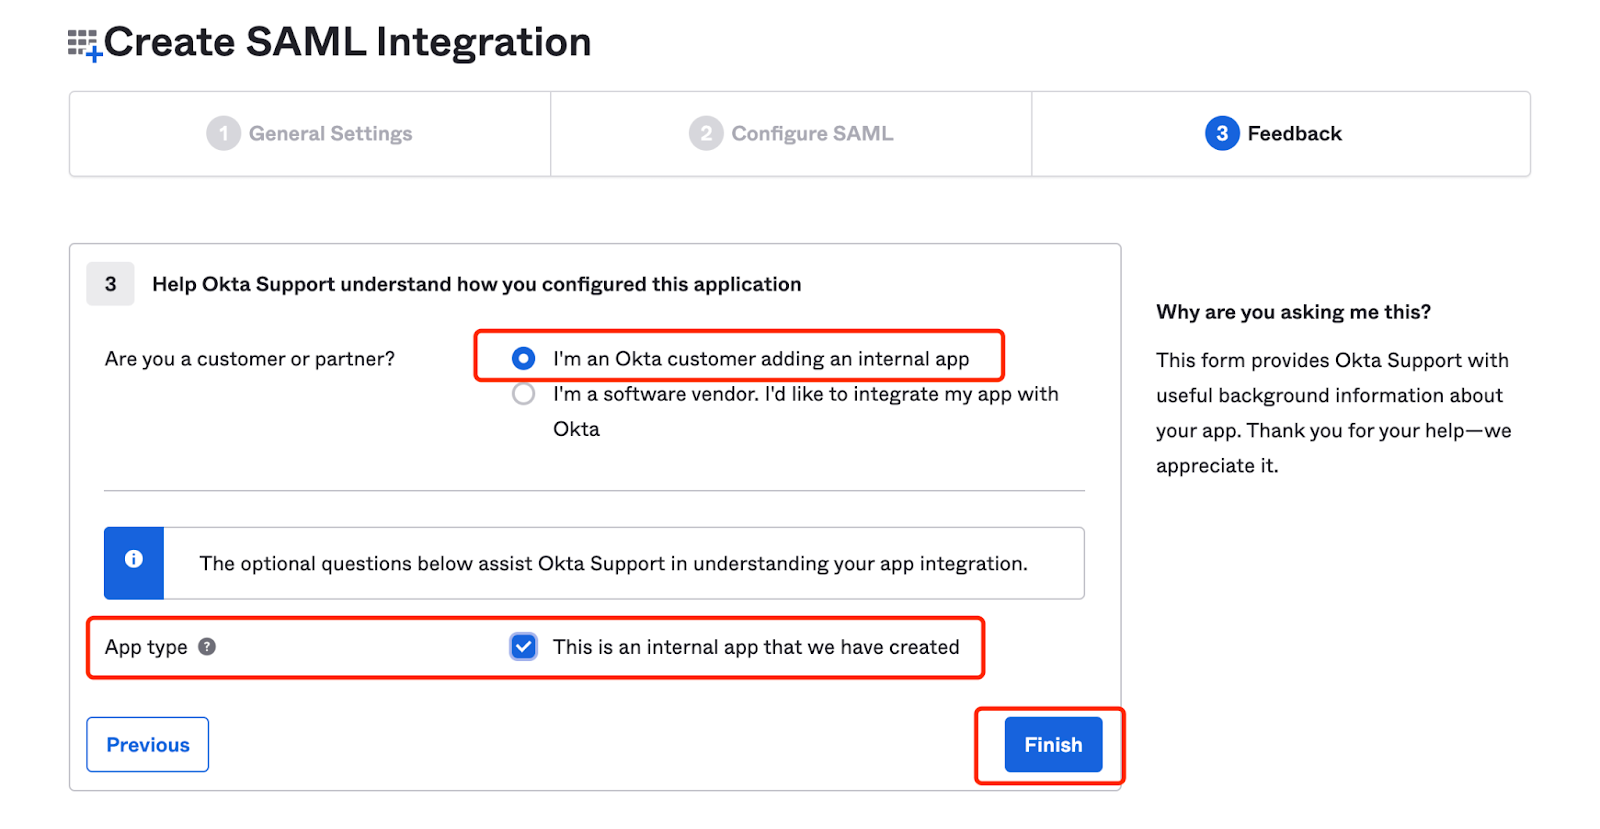 Create SAML Integration
1 General Settings
2 Configure SAML
3 Feedback
3 Help Okta Support understand how you configured this application
Are you a customer or partner?
I'm an Okta customer adding an internal app
I'm a software vendor. I'd like to integrate my app with
Okta
The optional questions below assist Okta Support in understanding your app integration.
App type ?
This is an internal app that we have created
Previous
Finish
Why are you asking me this?
This form provides Okta Support with
useful background information about
your app. Thank you for your help—we
appreciate it.